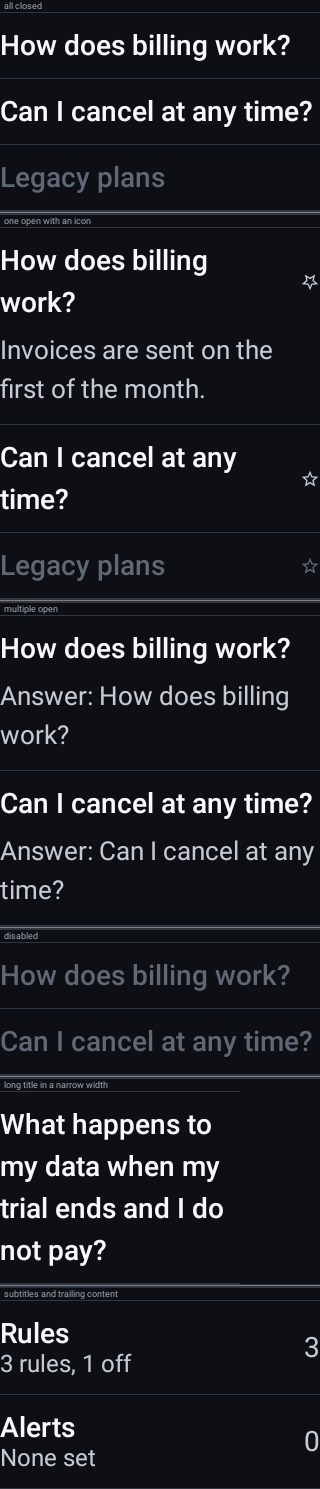 all closed
How does billing work?
Can I cancel at any time?
Legacy plans
one open with an icon
How does billing
work?
Invoices are sent on the
first of the month.
Can I cancel at any
time?
Legacy plans
multiple open
How does billing work?
Answer: How does billing
work?
Can I cancel at any time?
Answer: Can I cancel at any
time?
disabled
How does billing work?
Can I cancel at any time?
long title in a narrow width
What happens to
my data when my
trial ends and I do
not pay?
subtitles and trailing content
Rules
3 rules, 1 off
3
Alerts
None set
0